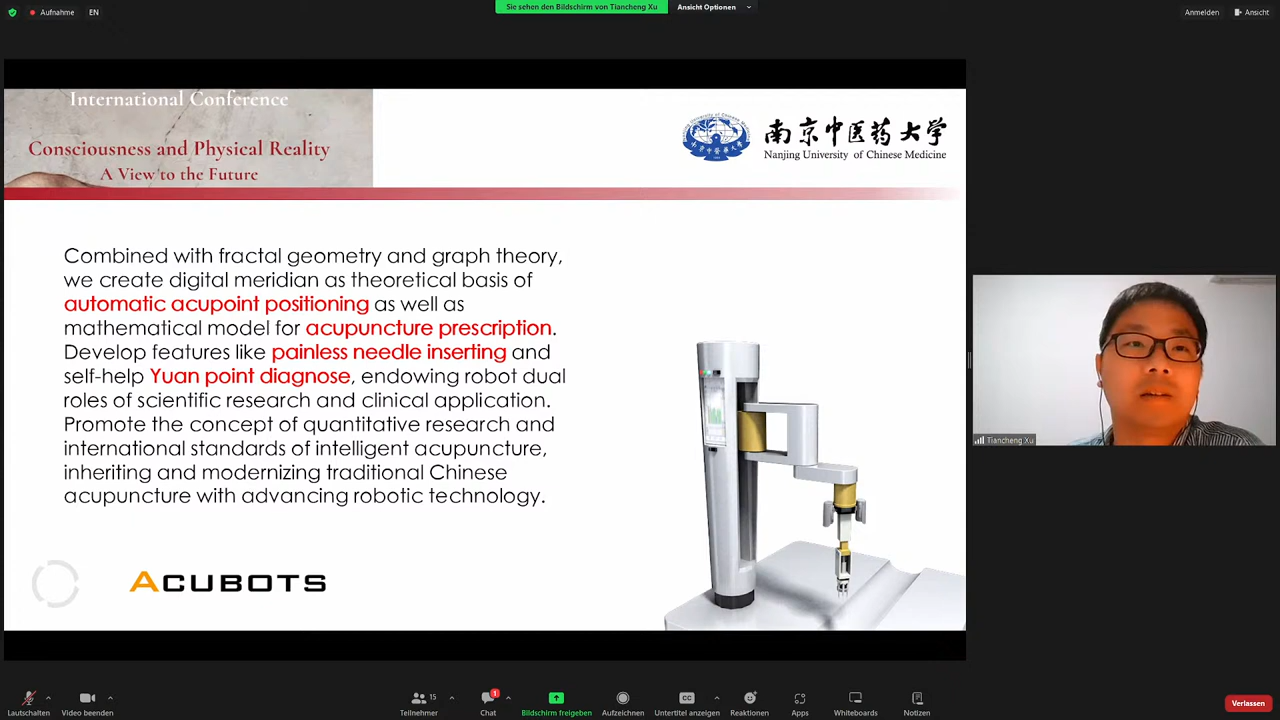 Aufnahme
EN
Sie sehen den Bildschirm von Tiancheng Xu
Ansicht Optionen
Anmelden
Ansicht
International Conference
Consciousness and Physical Reality
A View to the Future
南京中医药大学
Nanjing University of Chinese Medicine
Combined with fractal geometry and graph theory,
we create digital meridian as theoretical basis of
automatic acupoint positioning as well as
mathematical model for acupuncture prescription.
Develop features like painless needle inserting and
self-help Yuan point diagnose, endowing robot dual
roles of scientific research and clinical application.
Promote the concept of quantitative research and
international standards of intelligent acupuncture,
inheriting and modernizing traditional Chinese
acupuncture with advancing robotic technology.
ACUBOTS
Tiancheng Xu
Lautschalten
Video beenden
15
Teilnehmer
1
Chat
Bildschirm freigeben
Aufzeichnen
CC
Untertitel anzeigen
Reaktionen
Apps
Whiteboards
Notizen
Verlassen